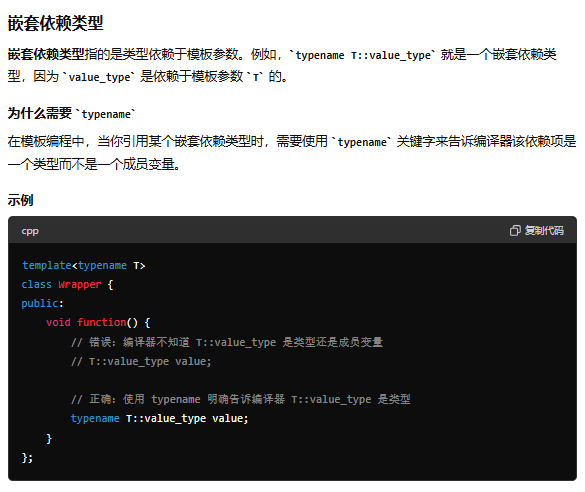 嵌套依赖类型
嵌套依赖类型指的是类型依赖于模板参数。例如，`typename T::value_type` 就是一个嵌套依赖类
型，因为 `value_type` 是依赖于模板参数 `T` 的。
为什么需要 `typename`
在模板编程中，当你引用某个嵌套依赖类型时，需要使用 `typename` 关键字来告诉编译器该依赖项是
一个类型而不是一个成员变量。
示例
cpp 复制代码
template<typename T>
class Wrapper {
public:
    void function() {
        // 错误：编译器不知道 T::value_type 是类型还是成员变量
        // T::value_type value;

        // 正确：使用 typename 明确告诉编译器 T::value_type 是类型
        typename T::value_type value;
    }
};